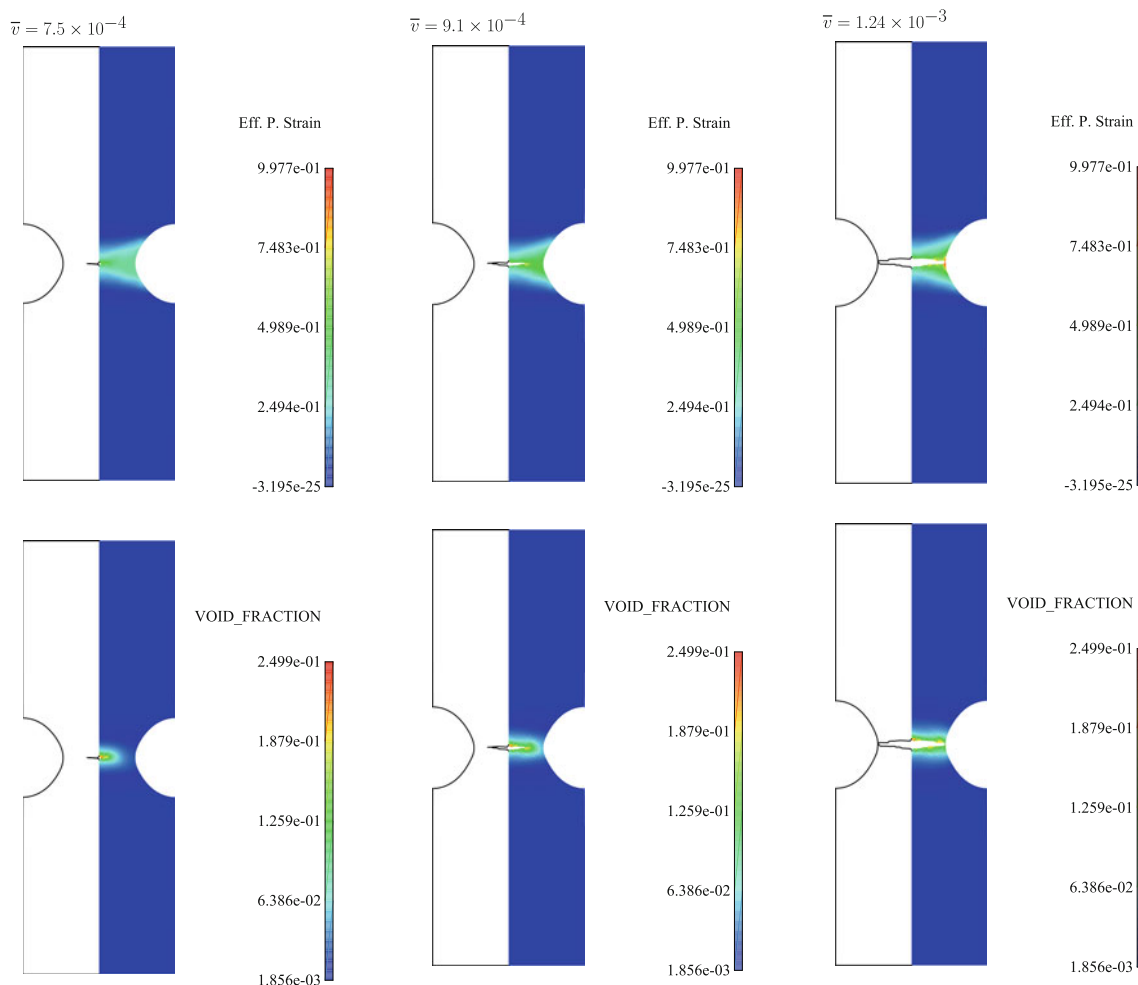 v̅ = 7.5 × 10⁻⁴
v̅ = 9.1 × 10⁻⁴
v̅ = 1.24 × 10⁻³
Eff. P. Strain
9.977e-01
7.483e-01
4.989e-01
2.494e-01
-3.195e-25
Eff. P. Strain
9.977e-01
7.483e-01
4.989e-01
2.494e-01
-3.195e-25
Eff. P. Strain
9.977e-01
7.483e-01
4.989e-01
2.494e-01
-3.195e-25
VOID_FRACTION
2.499e-01
1.879e-01
1.259e-01
6.386e-02
1.856e-03
VOID_FRACTION
2.499e-01
1.879e-01
1.259e-01
6.386e-02
1.856e-03
VOID_FRACTION
2.499e-01
1.879e-01
1.259e-01
6.386e-02
1.856e-03